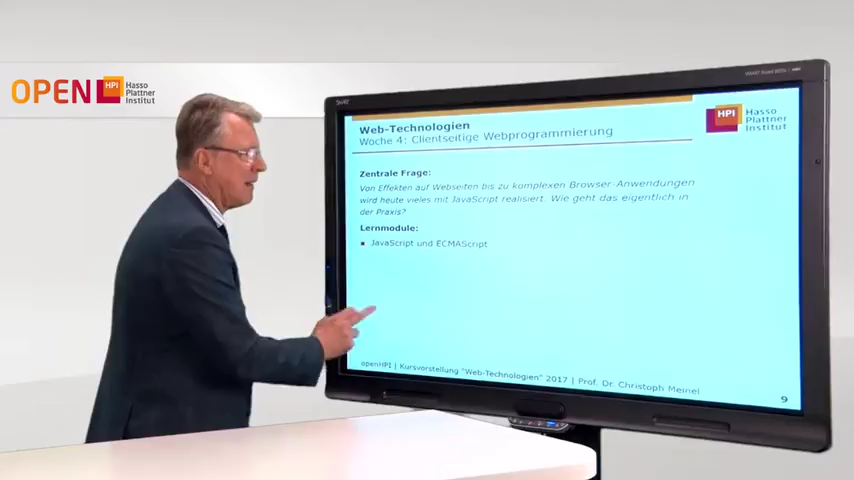 OPEN HPI Hasso
Plattner
Institut
SMART
Web-Technologien
Woche 4: Clientseitige Webprogrammierung
HPI Hasso
Plattner
Institut
Zentrale Frage:
Von Effekten auf Webseiten bis zu komplexen Browser-Anwendungen
wird heute vieles mit JavaScript realisiert. Wie geht das eigentlich in
der Praxis?
Lernmodule:
▪ JavaScript und ECMAScript
openHPI | Kursvorstellung "Web-Technologien" 2017 | Prof. Dr. Christoph Meinel
9